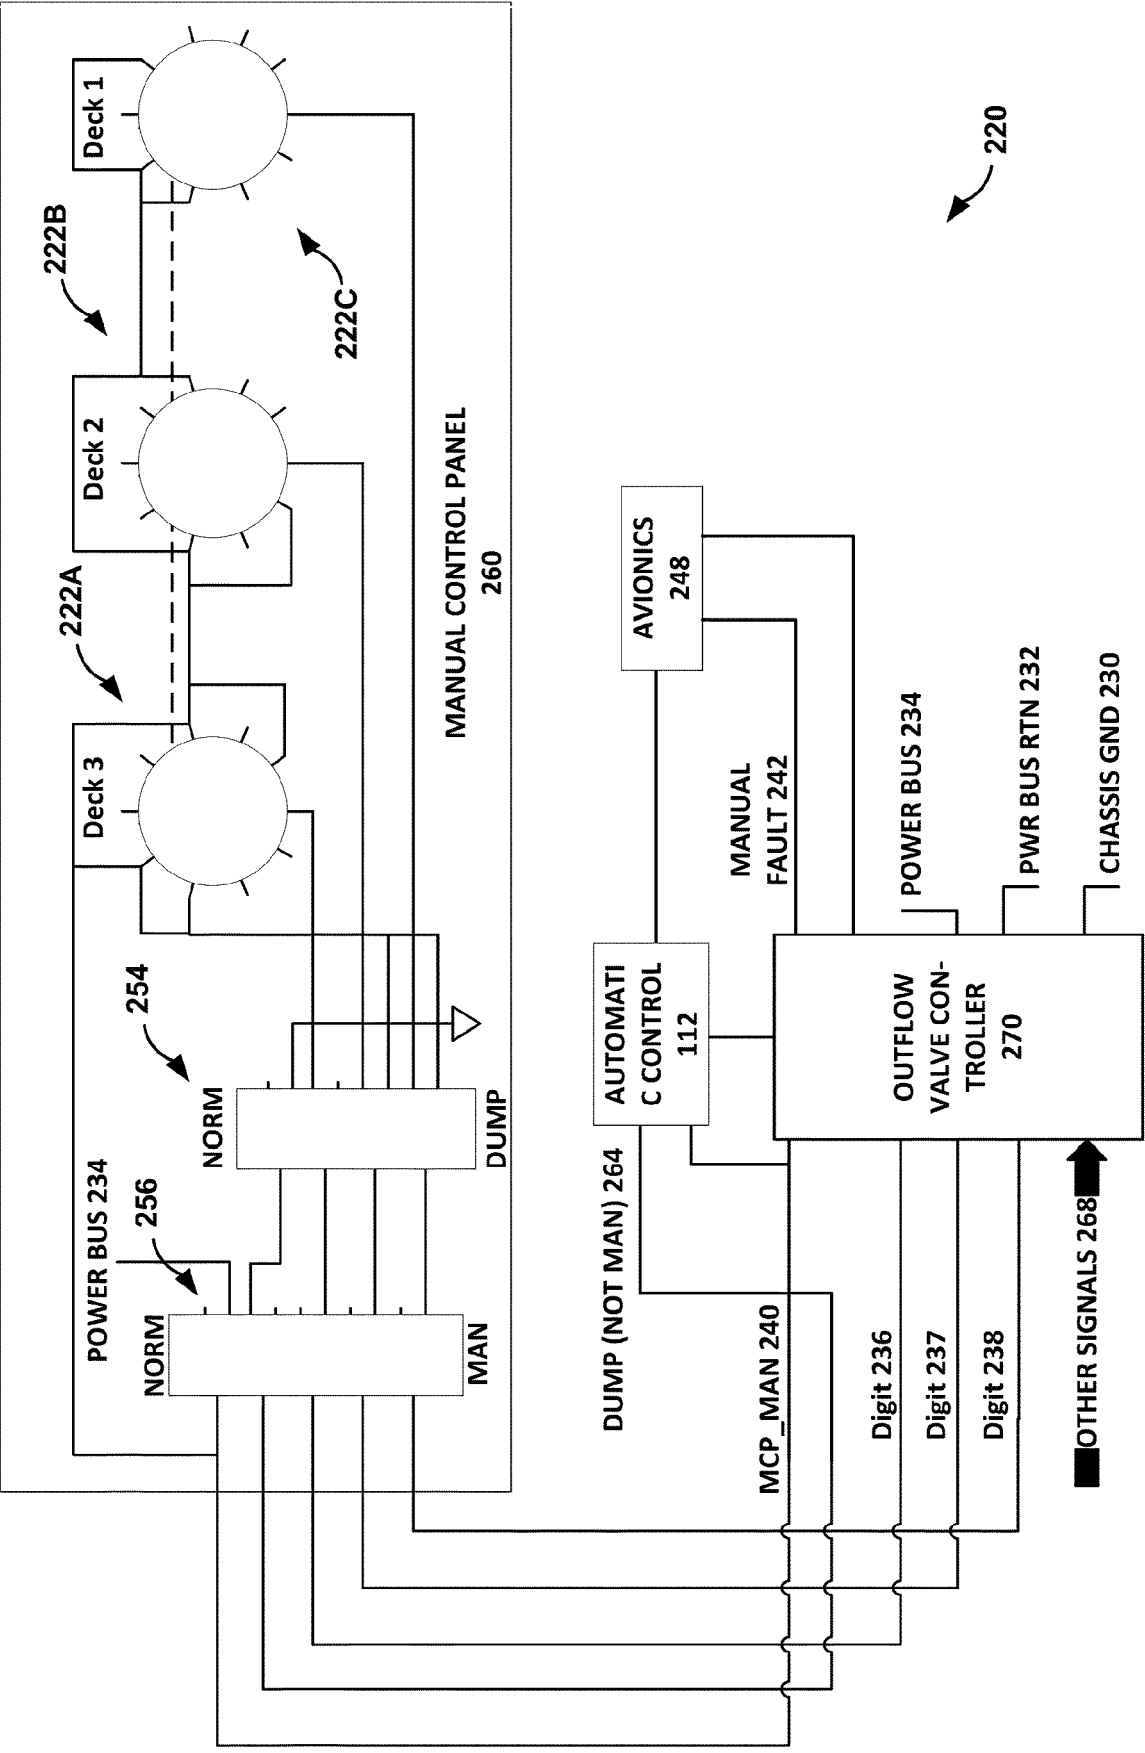 Deck 3
Deck 2
Deck 1
222A
222B
222C
254
256
POWER BUS 234
NORM
MAN
NORM
DUMP
MANUAL CONTROL PANEL
260
220
DUMP (NOT MAN) 264
AUTOMATI
C CONTROL
112
AVIONICS
248
MANUAL
FAULT 242
MCP_MAN 240
Digit 236
Digit 237
Digit 238
OTHER SIGNALS 268
OUTFLOW
VALVE CON-
TROLLER
270
POWER BUS 234
PWR BUS RTN 232
CHASSIS GND 230